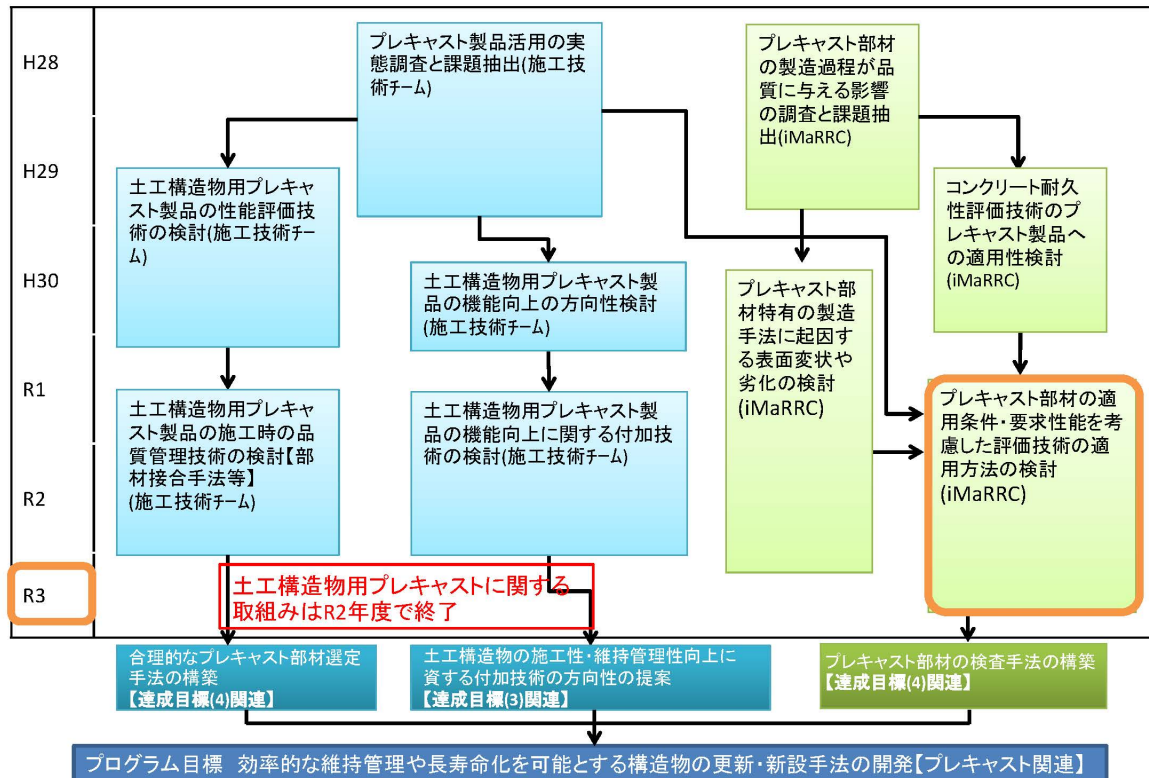 H28
H29
H30
R1
R2
R3
プレキャスト製品活用の実
態調査と課題抽出(施工技
術チーム)
プレキャスト部材
の製造過程が品
質に与える影響
の調査と課題抽
出(iMaRRC)
土工構造物用プレキャ
スト製品の性能評価技
術の検討(施工技術チー
ム)
コンクリート耐久
性評価技術のプ
レキャスト製品へ
の適用性検討
(iMaRRC)
土工構造物用プレキャスト製
品の機能向上の方向性検討
(施工技術チーム)
プレキャスト部
材特有の製造
手法に起因す
る表面変状や
劣化の検討
(iMaRRC)
土工構造物用プレキャ
スト製品の施工時の品
質管理技術の検討【部
材接合手法等】
(施工技術チーム)
土工構造物用プレキャスト製
品の機能向上に関する付加技
術の検討(施工技術チーム)
プレキャスト部材の適
用条件・要求性能を考
慮した評価技術の適
用方法の検討
(iMaRRC)
土工構造物用プレキャストに関する
取組みはR2年度で終了
合理的なプレキャスト部材選定
手法の構築
【達成目標(4)関連】
土工構造物の施工性・維持管理性向上に
資する付加技術の方向性の提案
【達成目標(3)関連】
プレキャスト部材の検査手法の構築
【達成目標(4)関連】
プログラム目標 効率的な維持管理や長寿命化を可能とする構造物の更新・新設手法の開発【プレキャスト関連】